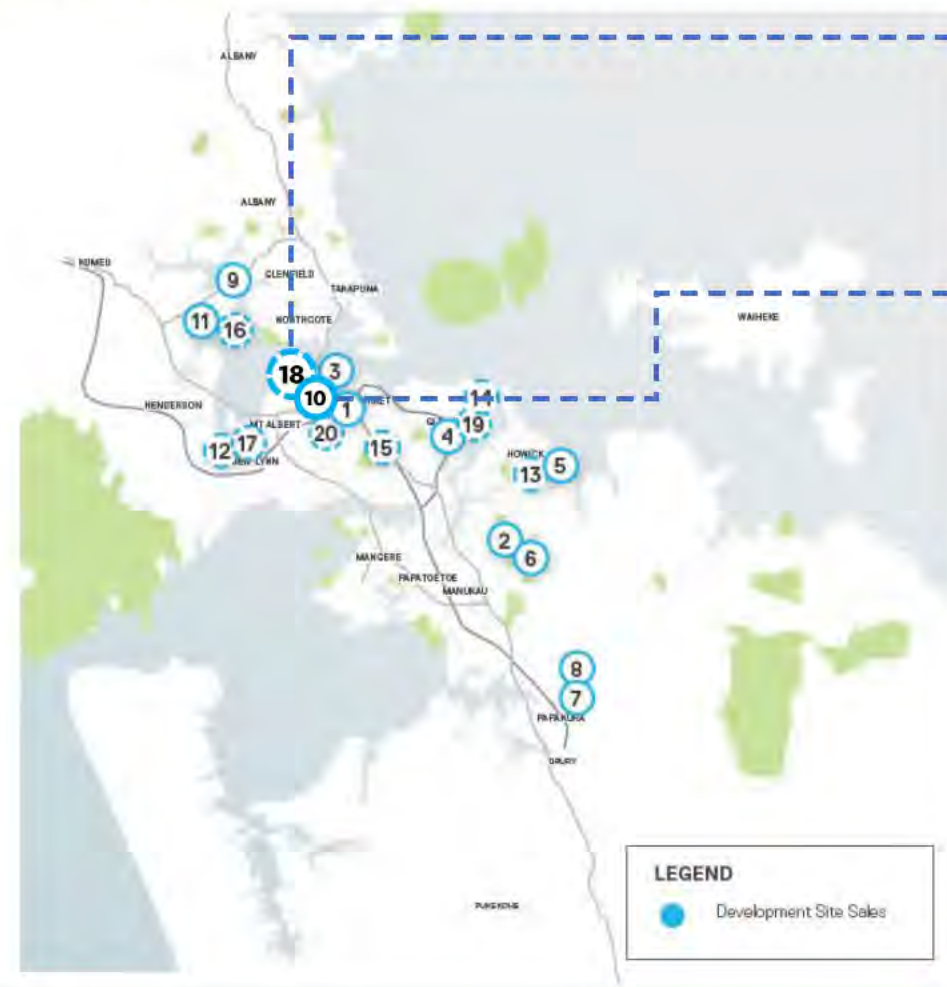 ALBANY
ALBANY
KUMEU
9
GLENFIELD
TAKAPUNA
11
16
NORTHCOTE
WAIHEKE
18
3
10
1
14
HENDERSON
MT ALBERT
20
4
19
12
17
15
HOWICK
13
5
2
6
MANGERE
PAPATOETOE
MANUKAU
8
7
PAPAKURA
DRURY
LEGEND
Development Site Sales
PUKEKOHE